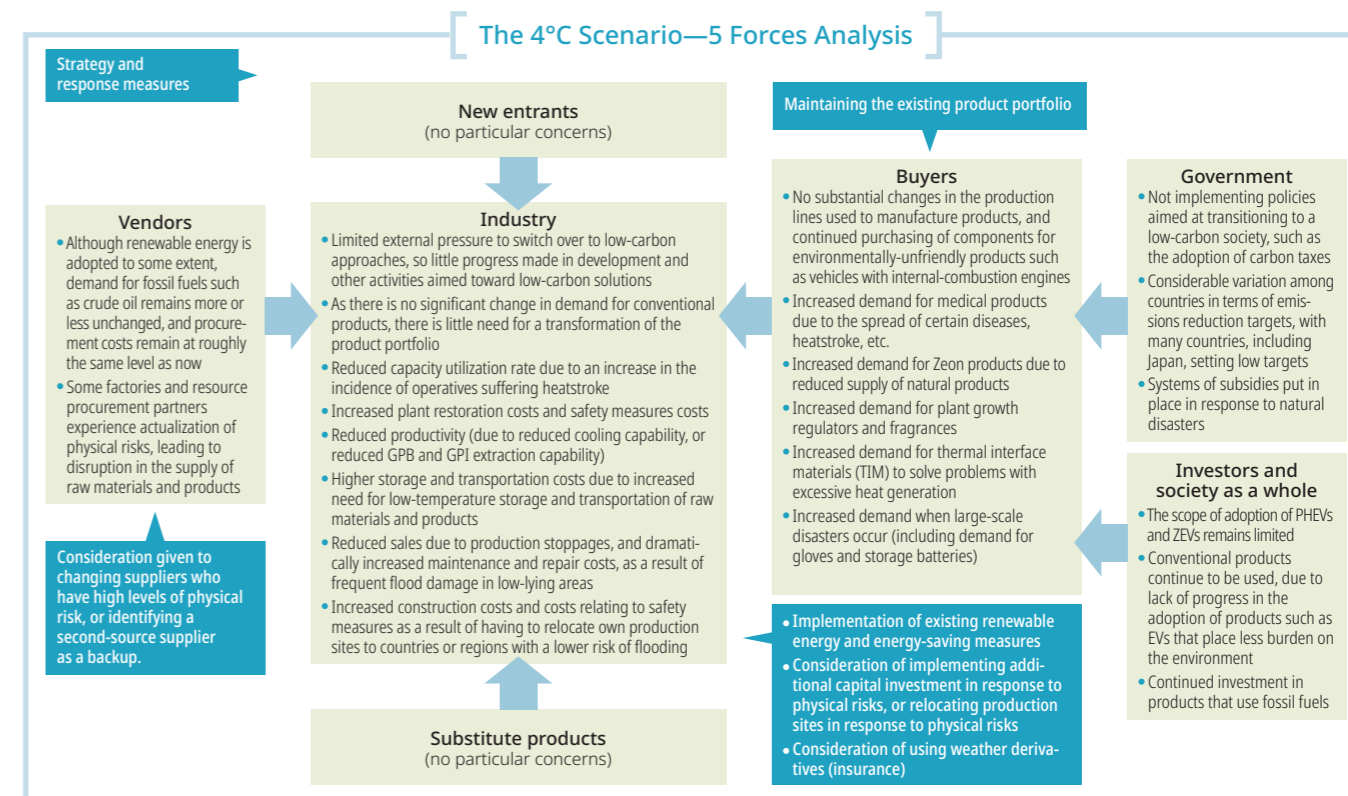 The 4°C Scenario—5 Forces Analysis
Strategy and
response measures
New entrants
(no particular concerns)
Maintaining the existing product portfolio
Vendors
• Although renewable energy is
adopted to some extent,
demand for fossil fuels such
as crude oil remains more or
less unchanged, and procure-
ment costs remain at roughly
the same level as now
• Some factories and resource
procurement partners
experience actualization of
physical risks, leading to
disruption in the supply of
raw materials and products
Consideration given to
changing suppliers who
have high levels of physical
risk, or identifying a
second-source supplier
as a backup.
Industry
• Limited external pressure to switch over to low-carbon
approaches, so little progress made in development and
other activities aimed toward low-carbon solutions
• As there is no significant change in demand for conventional
products, there is little need for a transformation of the
product portfolio
• Reduced capacity utilization rate due to an increase in the
incidence of operatives suffering heatstroke
• Increased plant restoration costs and safety measures costs
• Reduced productivity (due to reduced cooling capability, or
reduced GPB and GPI extraction capability)
• Higher storage and transportation costs due to increased
need for low-temperature storage and transportation of raw
materials and products
• Reduced sales due to production stoppages, and dramati-
cally increased maintenance and repair costs, as a result of
frequent flood damage in low-lying areas
• Increased construction costs and costs relating to safety
measures as a result of having to relocate own production
sites to countries or regions with a lower risk of flooding
Substitute products
(no particular concerns)
Buyers
• No substantial changes in the production
lines used to manufacture products, and
continued purchasing of components for
environmentally-unfriendly products such
as vehicles with internal-combustion engines
• Increased demand for medical products
due to the spread of certain diseases,
heatstroke, etc.
• Increased demand for Zeon products due to
reduced supply of natural products
• Increased demand for plant growth
regulators and fragrances
• Increased demand for thermal interface
materials (TIM) to solve problems with
excessive heat generation
• Increased demand when large-scale
disasters occur (including demand for
gloves and storage batteries)
• Implementation of existing renewable
energy and energy-saving measures
• Consideration of implementing addi-
tional capital investment in response to
physical risks, or relocating production
sites in response to physical risks
• Consideration of using weather deriva-
tives (insurance)
Government
• Not implementing policies
aimed at transitioning to a
low-carbon society, such as
the adoption of carbon taxes
• Considerable variation among
countries in terms of emis-
sions reduction targets, with
many countries, including
Japan, setting low targets
• Systems of subsidies put in
place in response to natural
disasters
Investors and
society as a whole
• The scope of adoption of PHEVs
and ZEVs remains limited
• Conventional products
continue to be used, due to
lack of progress in the
adoption of products such as
EVs that place less burden on
the environment
• Continued investment in
products that use fossil fuels